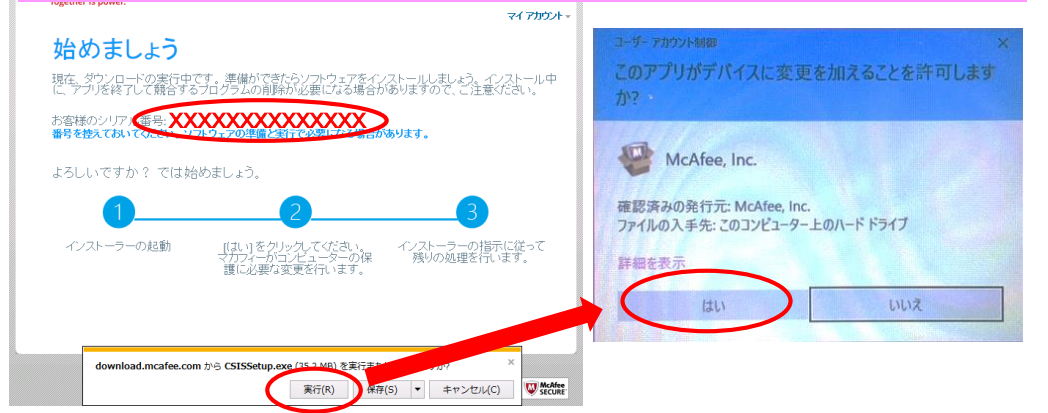 Together is power.
マイ アカウント
始めましょう
現在、ダウンロードの実行中です。準備ができたらソフトウェアをインストールしましょう。インストール中
に、アプリを終了して競合するプログラムの削除が必要になる場合がありますので、ご注意ください。
お客様のシリアル番号: XXXXXXXXXXXXXX
番号を控えておいてください。ソフトウェアの準備と実行で必要になる場合があります。
よろしいですか? では始めましょう。
1
2
3
インストーラーの起動
[はい] をクリックしてください。
マカフィーがコンピューターの保
護に必要な変更を行います。
インストーラーの指示に従って
残りの処理を行います。
download.mcafee.com から CSISSetup.exe (35.2 MB) を実行または
×
実行(R)
保存(S)
キャンセル(C)
McAfee
SECURE
ユーザー アカウント制御
×
このアプリがデバイスに変更を加えることを許可します
か?
McAfee, Inc.
確認済みの発行元: McAfee, Inc.
ファイルの入手先: このコンピューター上のハード ドライブ
詳細を表示
はい
いいえ